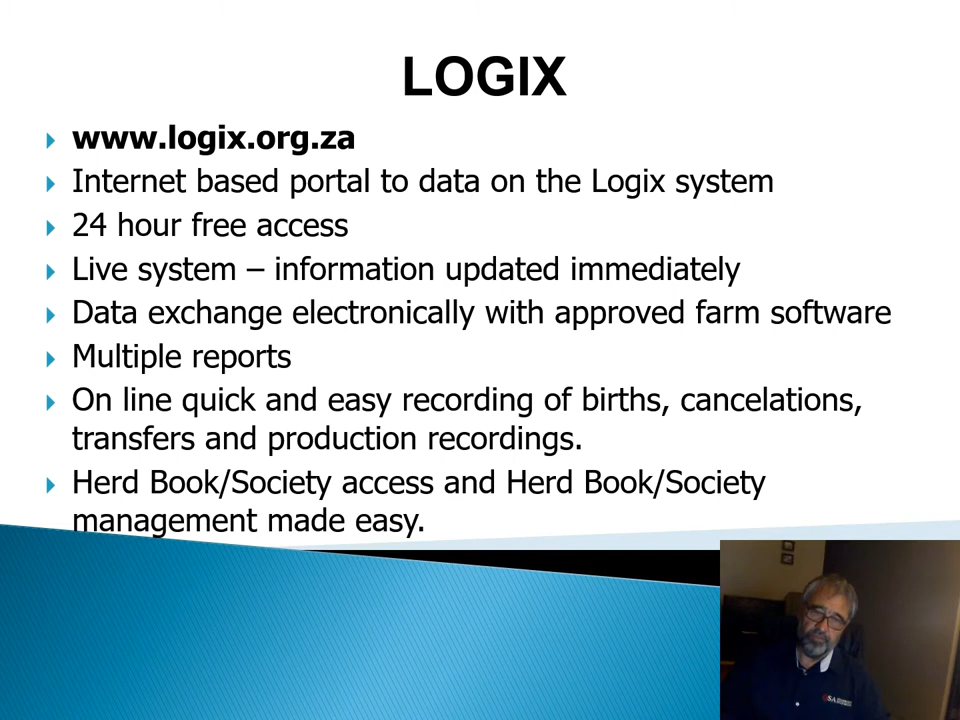 LOGIX
www.logix.org.za
Internet based portal to data on the Logix system
24 hour free access
Live system – information updated immediately
Data exchange electronically with approved farm software
Multiple reports
On line quick and easy recording of births, cancelations,
transfers and production recordings.
Herd Book/Society access and Herd Book/Society
management made easy.
SA